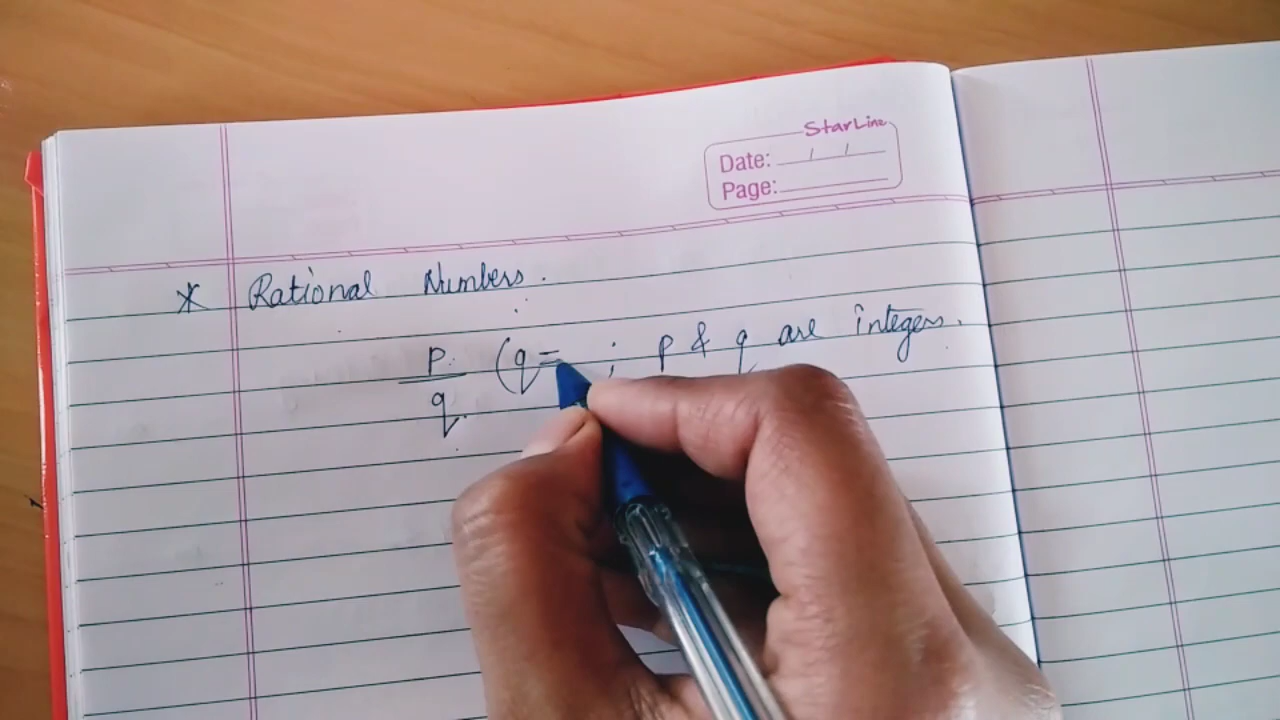 StarLine
Date: / /
Page:
* Rational Numbers.
p (q= ; p & q are integers.
q